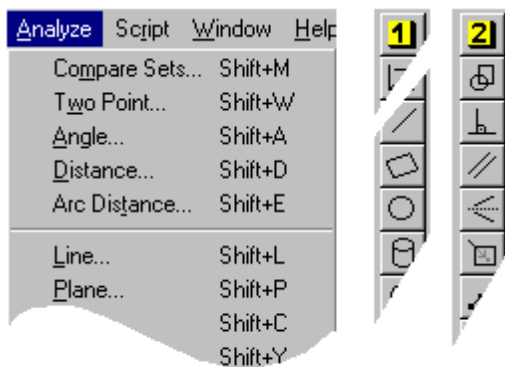 Analyze Script Window Help
Compare Sets... Shift+M
Two Point... Shift+W
Angle... Shift+A
Distance... Shift+D
Arc Distance... Shift+E
Line... Shift+L
Plane... Shift+P
Shift+C
Shift+Y
1
2